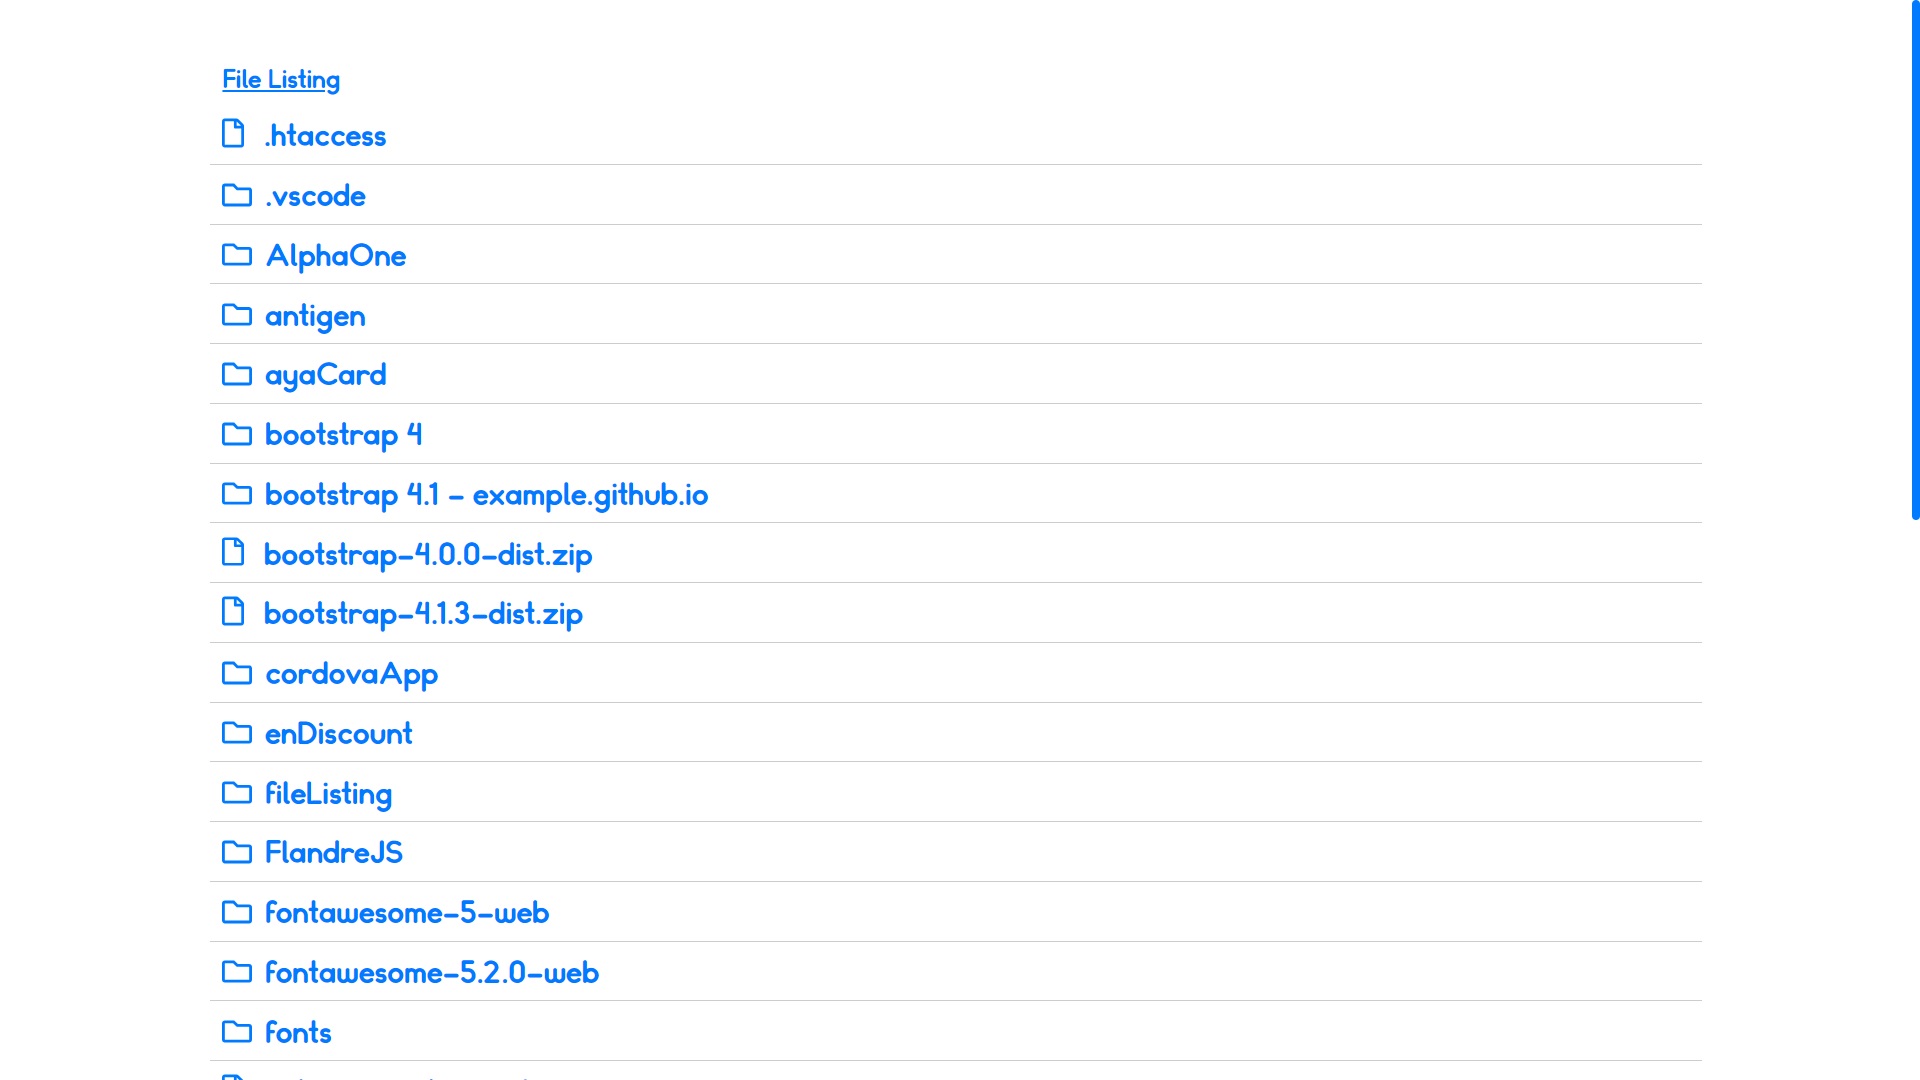 File Listing
.htaccess
.vscode
AlphaOne
antigen
ayaCard
bootstrap 4
bootstrap 4.1 - example.github.io
bootstrap-4.0.0-dist.zip
bootstrap-4.1.3-dist.zip
cordovaApp
enDiscount
fileListing
FlandreJS
fontawesome-5-web
fontawesome-5.2.0-web
fonts